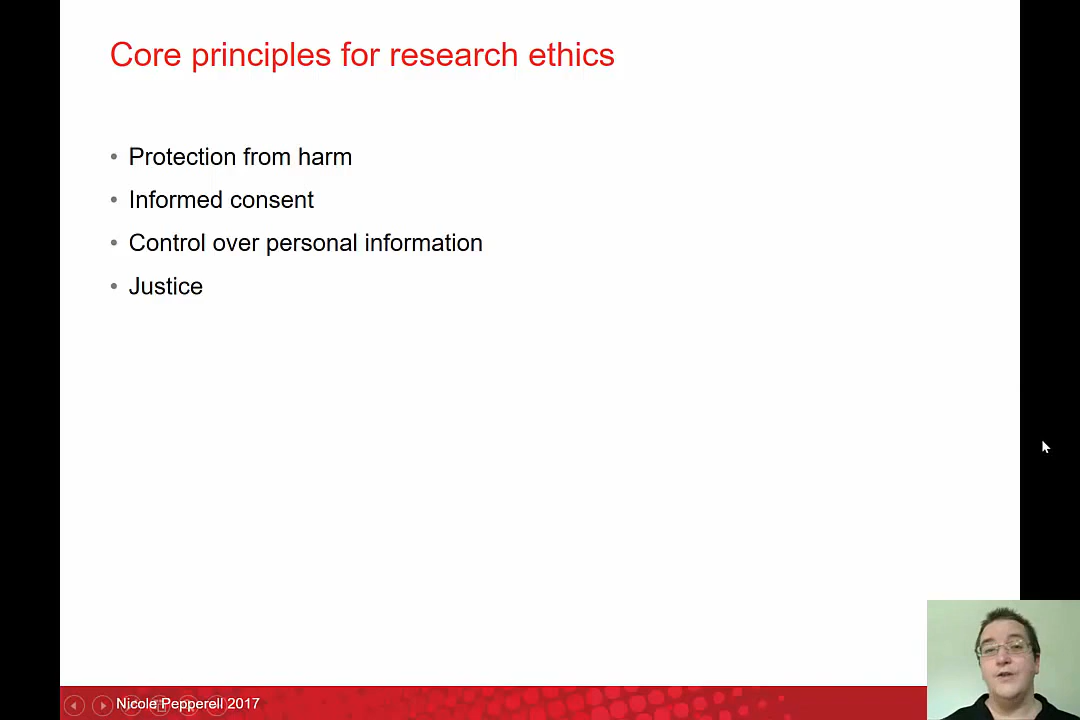 Core principles for research ethics
• Protection from harm
• Informed consent
• Control over personal information
• Justice
Nicole Pepperell 2017